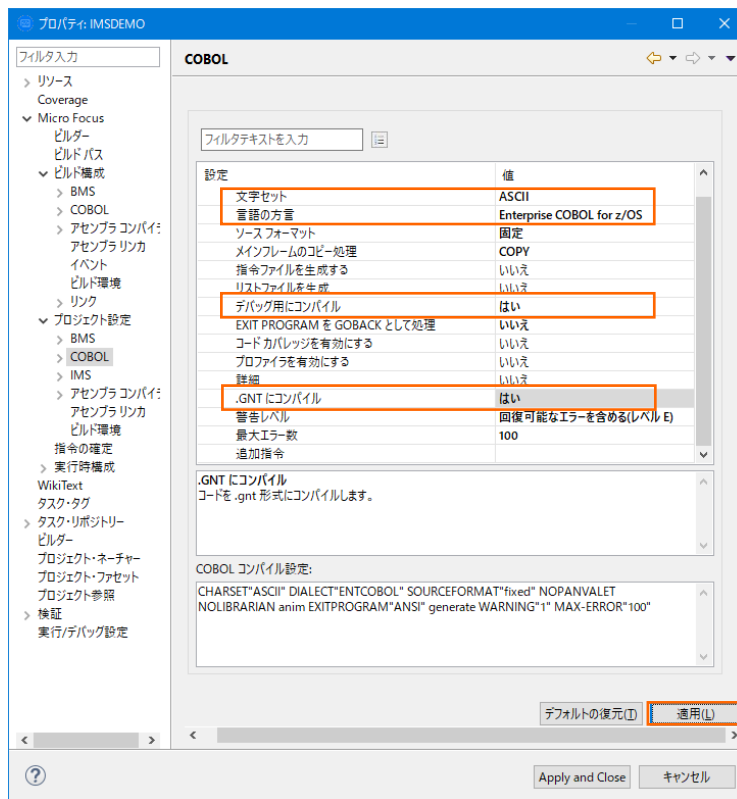 プロパティ: IMSDEMO
フィルタ入力
リソース
Coverage
Micro Focus
ビルダー
ビルド パス
ビルド構成
BMS
COBOL
アセンブラ コンパイラ
アセンブラ リンカ
イベント
ビルド環境
リンク
プロジェクト設定
BMS
COBOL
IMS
アセンブラ コンパイラ
アセンブラ リンカ
ビルド環境
指令の確定
実行時構成
WikiText
タスク・タグ
タスク・リポジトリー
ビルダー
プロジェクト・ネーチャー
プロジェクト・ファセット
プロジェクト参照
検証
実行/デバッグ設定
COBOL
フィルタテキストを入力
設定 値
文字セット ASCII
言語の方言 Enterprise COBOL for z/OS
ソース フォーマット 固定
メインフレームのコピー処理 COPY
指令ファイルを生成する いいえ
リストファイルを生成 いいえ
デバッグ用にコンパイル はい
EXIT PROGRAM を GOBACK として処理 いいえ
コード カバレッジを有効にする いいえ
プロファイラを有効にする いいえ
詳細 いいえ
.GNT にコンパイル はい
警告レベル 回復可能なエラーを含める(レベル E)
最大エラー数 100
追加指令
.GNT にコンパイル
コードを .gnt 形式にコンパイルします。
COBOL コンパイル設定:
CHARSET"ASCII" DIALECT"ENTCOBOL" SOURCEFORMAT"fixed" NOPANVALET
NOLIBRARIAN anim EXITPROGRAM"ANSI" generate WARNING"1" MAX-ERROR"100"
デフォルトの復元(T) 適用(L)
? Apply and Close キャンセル